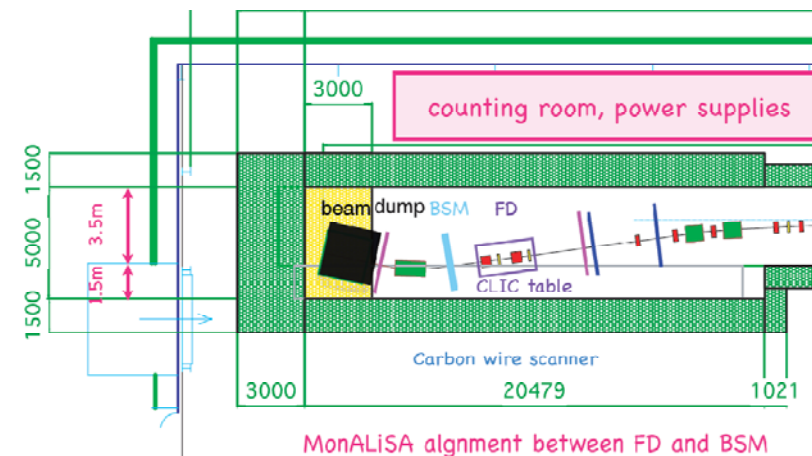 3000
counting room, power supplies
1500
5000
1500
3.5m
1.5m
beam dump BSM FD
CLIC table
Carbon wire scanner
3000 20479 1021
MonALiSA algnment between FD and BSM